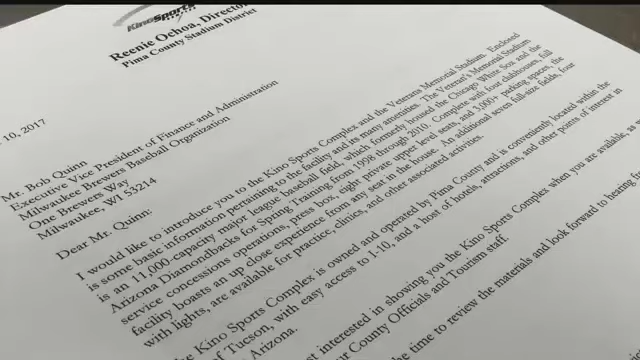 KinoSports
Reenie Ochoa, Director
Pima County Stadium District
10, 2017
Mr. Bob Quinn
Executive Vice President of Finance and Administration
Milwaukee Brewers Baseball Organization
One Brewers Way
Milwaukee, WI 53214
Dear Mr. Quinn:
I would like to introduce you to the Kino Sports Complex and the Veterans Memorial Stadium. Enclosed
is some basic information pertaining to the facility and its many amenities. The Veteran's Memorial Stadium
is an 11,000-capacity major league baseball field, which formerly housed the Chicago White Sox and the
Arizona Diamondbacks for Spring Training from 1998 through 2010. Complete with four clubhouses, full
service concessions operations, press box, eight private upper level seats, and 3,000+ parking spaces, the
facility boasts an up close experience from any seat in the house. An additional seven full-size fields, four
with lights, are available for practice, clinics, and other associated activities.
the Kino Sports Complex is owned and operated by Pima County and is conveniently located within the
of Tucson, with easy access to I-10, and a host of hotels, attractions, and other points of interest in
Arizona.
st interested in showing you the Kino Sports Complex when you are available, as w
r County Officials and Tourism staff.
the time to review the materials and look forward to hearing fr